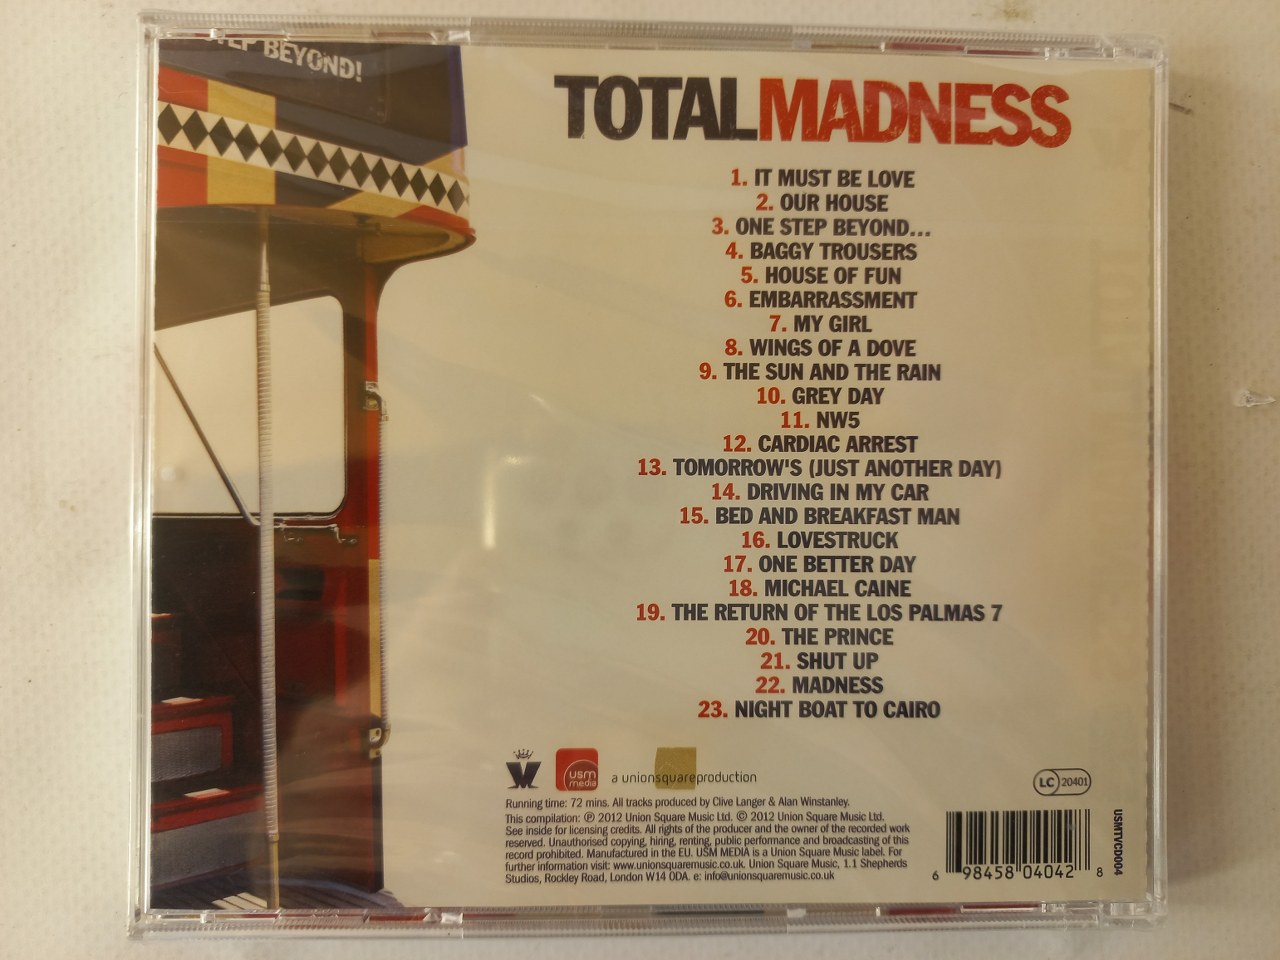 STEP BEYOND!
TOTALMADNESS
1. IT MUST BE LOVE
2. OUR HOUSE
3. ONE STEP BEYOND...
4. BAGGY TROUSERS
5. HOUSE OF FUN
6. EMBARRASSMENT
7. MY GIRL
8. WINGS OF A DOVE
9. THE SUN AND THE RAIN
10. GREY DAY
11. NW5
12. CARDIAC ARREST
13. TOMORROW'S (JUST ANOTHER DAY)
14. DRIVING IN MY CAR
15. BED AND BREAKFAST MAN
16. LOVESTRUCK
17. ONE BETTER DAY
18. MICHAEL CAINE
19. THE RETURN OF THE LOS PALMAS 7
20. THE PRINCE
21. SHUT UP
22. MADNESS
23. NIGHT BOAT TO CAIRO
usm
media
a unionsquareproduction
LC 20401
Running time: 72 mins. All tracks produced by Clive Langer & Alan Winstanley.
This compilation: ℗ 2012 Union Square Music Ltd. © 2012 Union Square Music Ltd.
See inside for licensing credits. All rights of the producer and the owner of the recorded work
reserved. Unauthorised copying, hiring, renting, public performance and broadcasting of this
record prohibited. Manufactured in the EU. USM MEDIA is a Union Square Music label. For
further information visit: www.unionsquaremusic.co.uk. Union Square Music, 1.1 Shepherds
Studios, Rockley Road, London W14 0DA. e: info@unionsquaremusic.co.uk
6 98458 04042 8
USMTVCD004